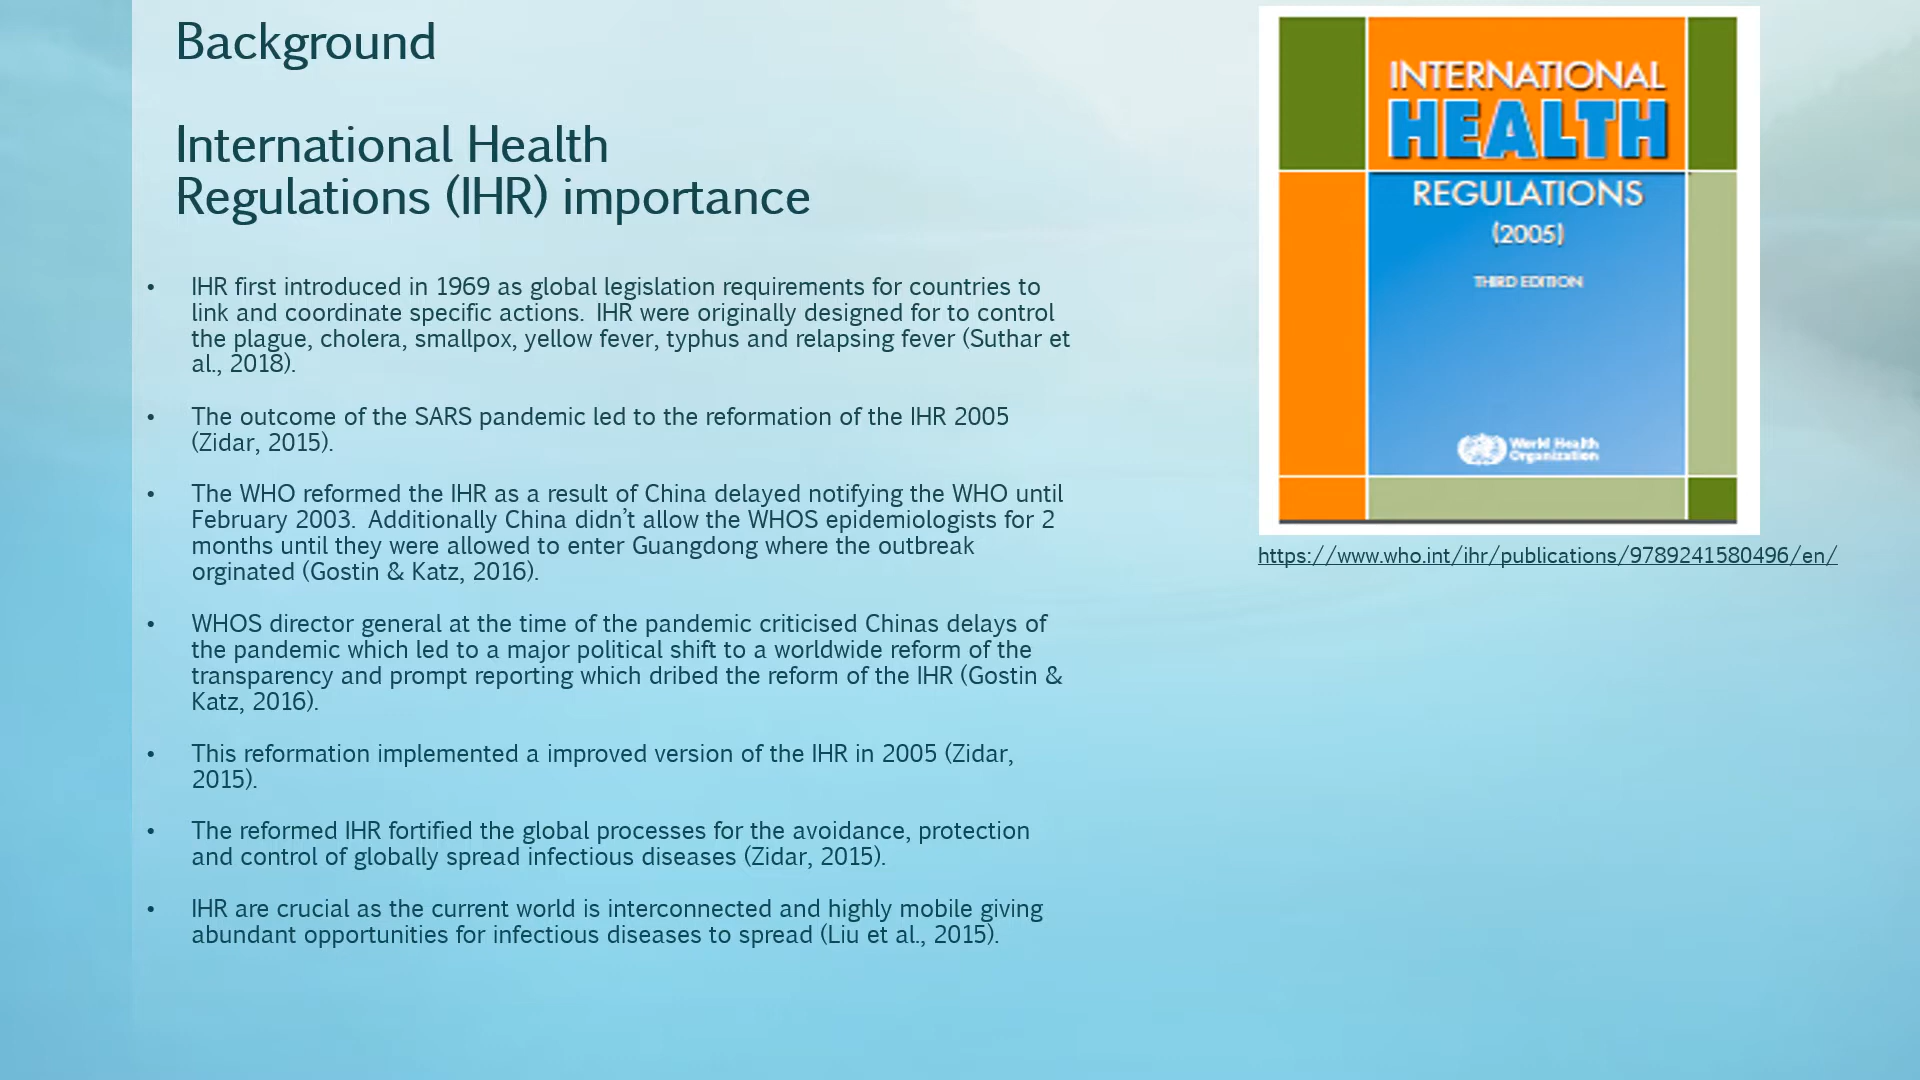 Background
International Health
Regulations (IHR) importance
• IHR first introduced in 1969 as global legislation requirements for countries to
link and coordinate specific actions.  IHR were originally designed for to control
the plague, cholera, smallpox, yellow fever, typhus and relapsing fever (Suthar et
al., 2018).
• The outcome of the SARS pandemic led to the reformation of the IHR 2005
(Zidar, 2015).
• The WHO reformed the IHR as a result of China delayed notifying the WHO until
February 2003.  Additionally China didn’t allow the WHOS epidemiologists for 2
months until they were allowed to enter Guangdong where the outbreak
orginated (Gostin & Katz, 2016).
• WHOS director general at the time of the pandemic criticised Chinas delays of
the pandemic which led to a major political shift to a worldwide reform of the
transparency and prompt reporting which dribed the reform of the IHR (Gostin &
Katz, 2016).
• This reformation implemented a improved version of the IHR in 2005 (Zidar,
2015).
• The reformed IHR fortified the global processes for the avoidance, protection
and control of globally spread infectious diseases (Zidar, 2015).
• IHR are crucial as the current world is interconnected and highly mobile giving
abundant opportunities for infectious diseases to spread (Liu et al., 2015).
INTERNATIONAL
HEALTH
REGULATIONS
(2005)
THIRD EDITION
World Health
Organization
https://www.who.int/ihr/publications/9789241580496/en/